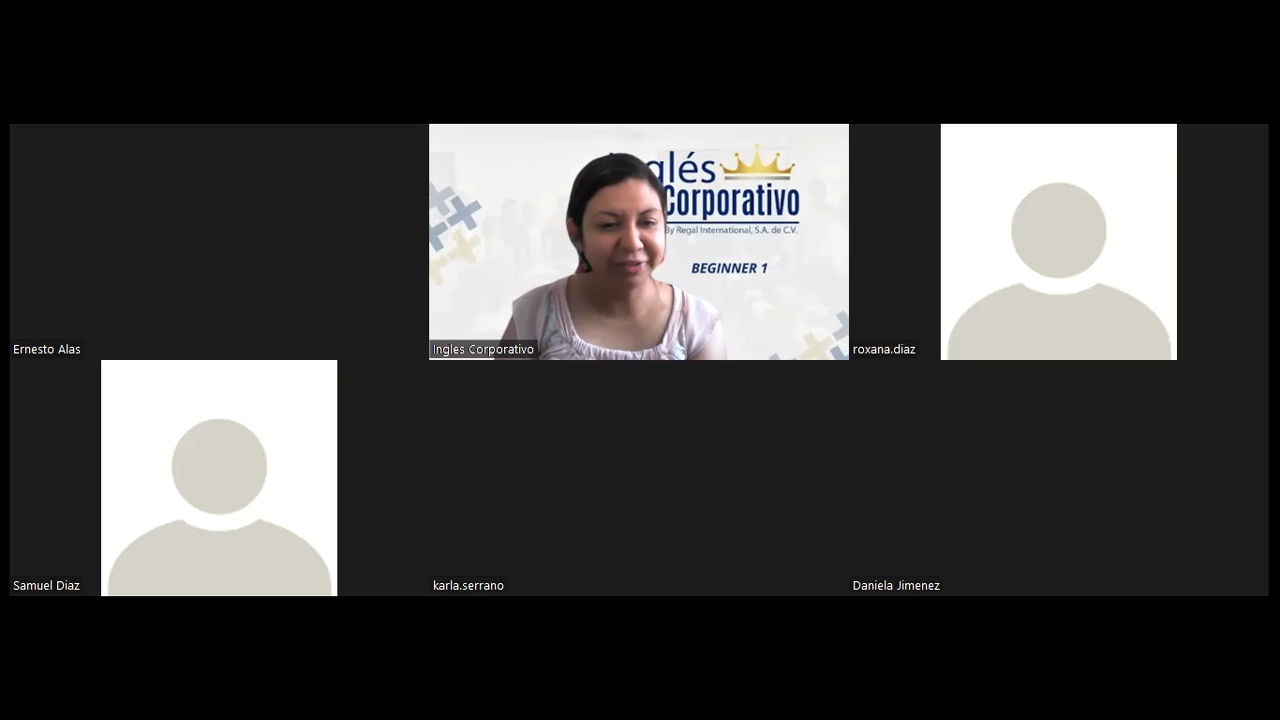 glés
Corporativo
By Regal International, S.A. de C.V.
BEGINNER 1
Ernesto Alas
Ingles Corporativo
roxana.diaz
Samuel Diaz
karla.serrano
Daniela Jimenez